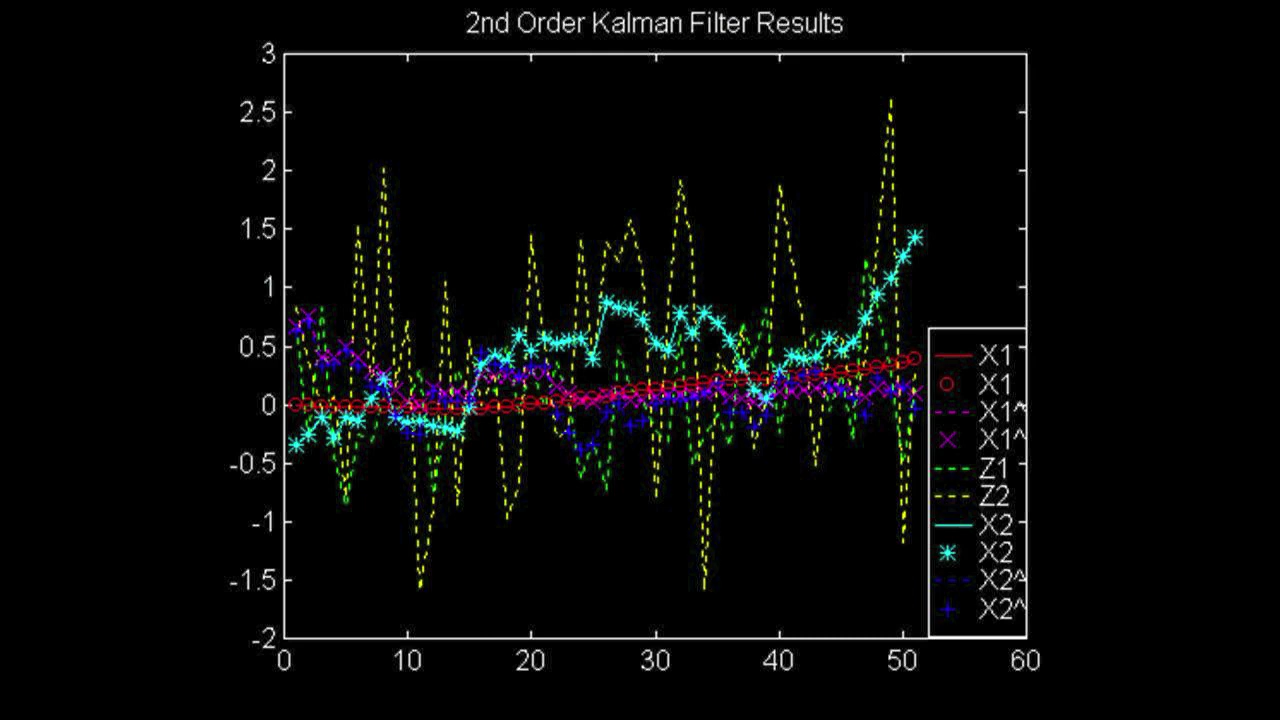 2nd Order Kalman Filter Results
3
2.5
2
1.5
1
0.5
0
-0.5
-1
-1.5
-2
0 10 20 30 40 50 60
X1
X1
X1^
X1^
Z1
Z2
X2
X2
X2^
X2^